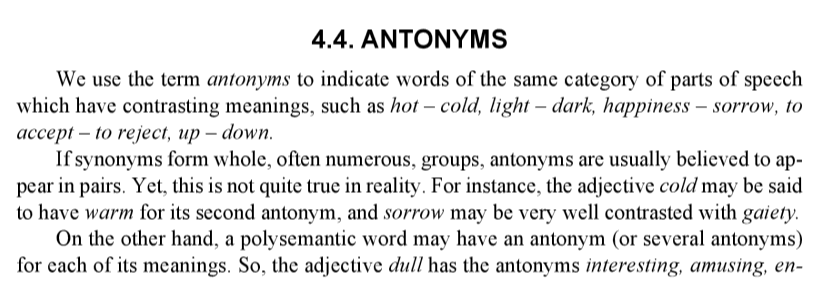 4.4. ANTONYMS
We use the term antonyms to indicate words of the same category of parts of speech
which have contrasting meanings, such as hot – cold, light – dark, happiness – sorrow, to
accept – to reject, up – down.
If synonyms form whole, often numerous, groups, antonyms are usually believed to ap-
pear in pairs. Yet, this is not quite true in reality. For instance, the adjective cold may be said
to have warm for its second antonym, and sorrow may be very well contrasted with gaiety.
On the other hand, a polysemantic word may have an antonym (or several antonyms)
for each of its meanings. So, the adjective dull has the antonyms interesting, amusing, en-